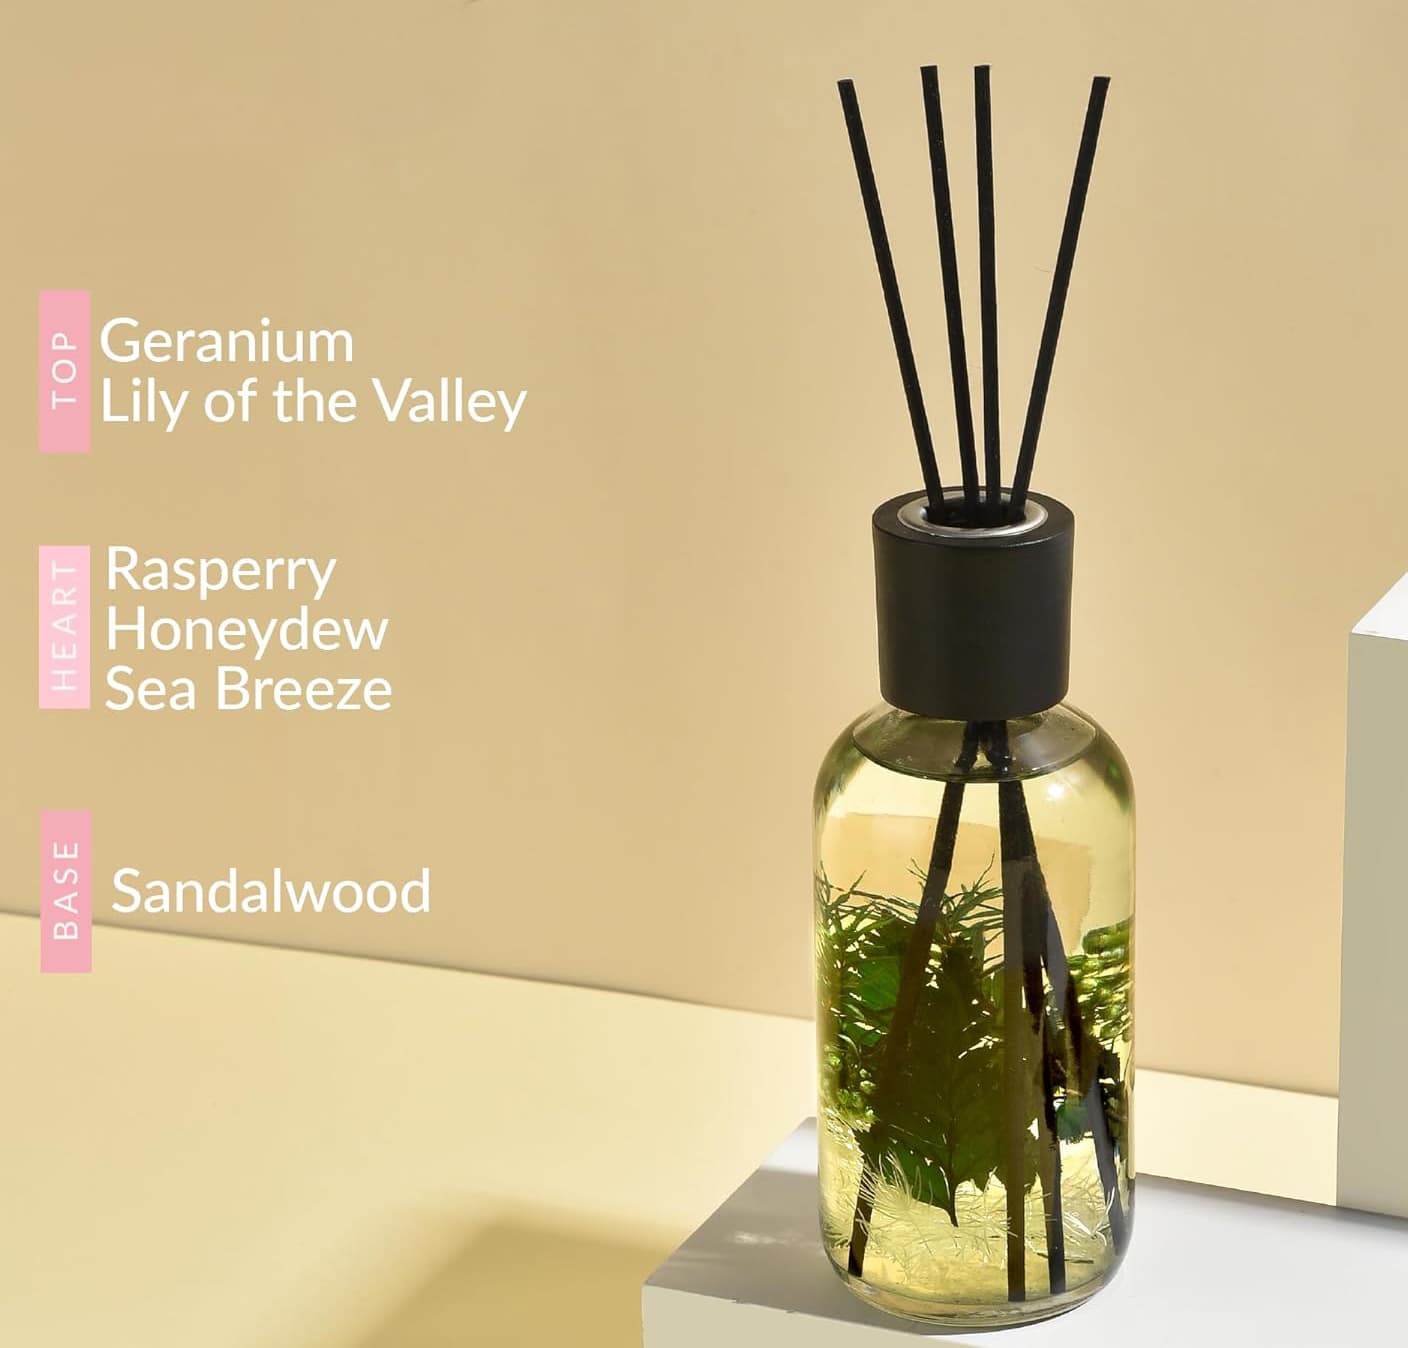 TOP
Geranium
Lily of the Valley
HEART
Rasperry
Honeydew
Sea Breeze
BASE
Sandalwood